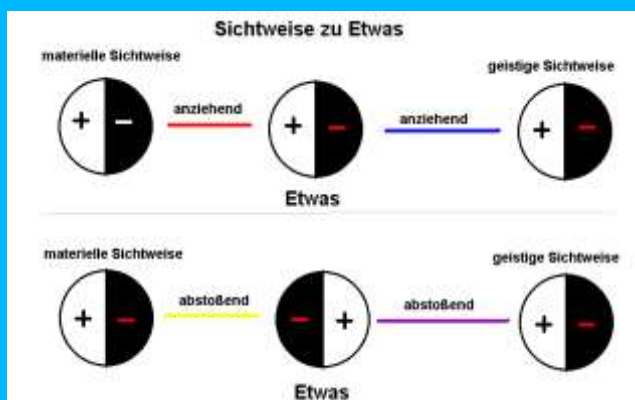 Sichtweise zu Etwas
materielle Sichtweise
geistige Sichtweise
+ − anziehend + − anziehend + −
Etwas
materielle Sichtweise
geistige Sichtweise
+ − abstoßend − + abstoßend + −
Etwas